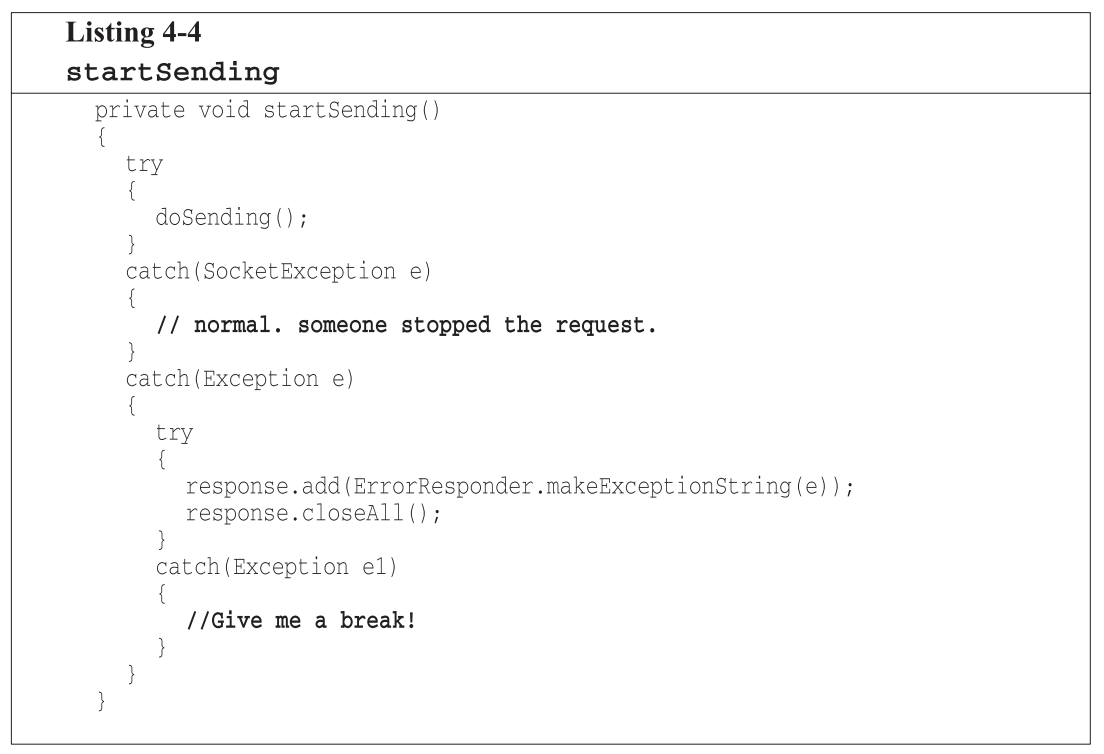 Listing 4-4
startSending
private void startSending()
{
try
{
doSending();
}
catch(SocketException e)
{
// normal. someone stopped the request.
}
catch(Exception e)
{
try
{
response.add(ErrorResponder.makeExceptionString(e));
response.closeAll();
}
catch(Exception e1)
{
//Give me a break!
}
}
}